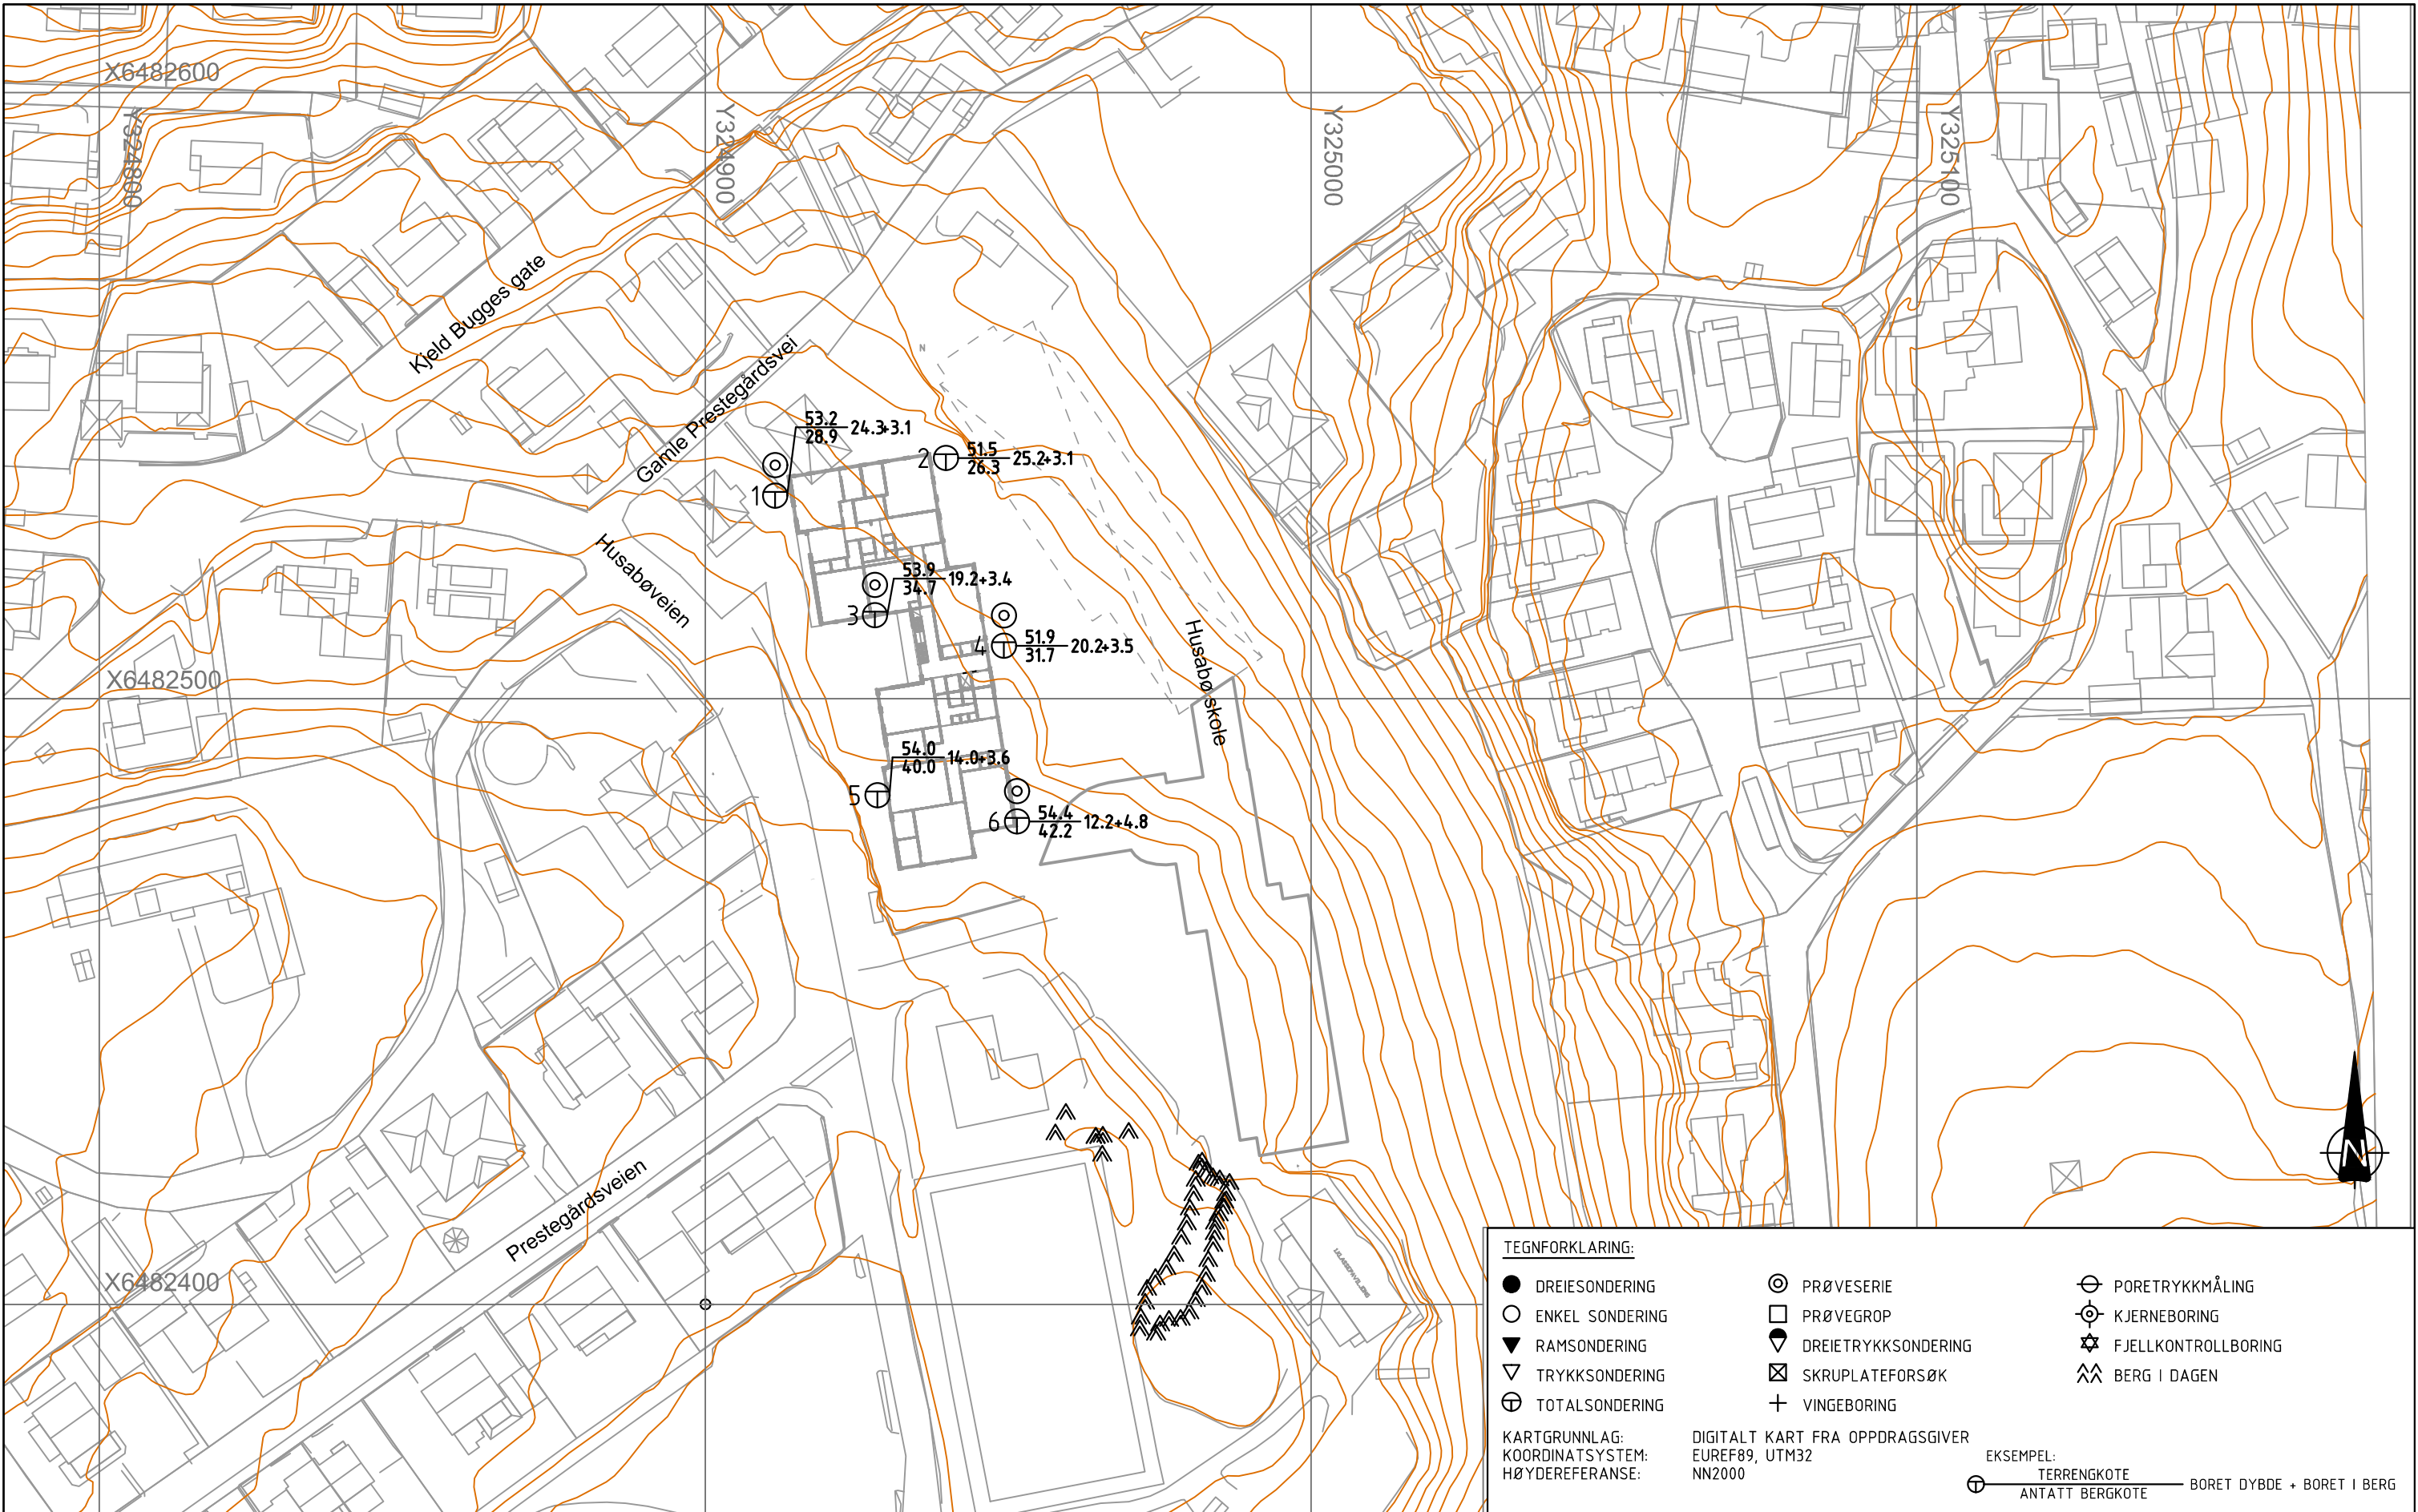 X6482600
Y324800
Y324900
Y325000
Y325100
Kjeld Bugges gate
Gamle Prestegårdsvei
N
53.2
28.9
24.3+3.1
1
2
51.5
26.3
25.2+3.1
Husabøveien
53.9
34.7
19.2+3.4
3
4
51.9
31.7
20.2+3.5
Husabø skole
X6482500
54.0
40.0
14.0+3.6
5
6
54.4
42.2
12.2+4.8
Prestegårdsveien
X6482400
N
TEGNFORKLARING:
DREIESONDERING
ENKEL SONDERING
RAMSONDERING
TRYKKSONDERING
TOTALSONDERING
PRØVESERIE
PRØVEGROP
DREIETRYKKSONDERING
SKRUPLATEFORSØK
VINGEBORING
PORETRYKKMÅLING
KJERNEBORING
FJELLKONTROLLBORING
BERG I DAGEN
KARTGRUNNLAG: DIGITALT KART FRA OPPDRAGSGIVER
KOORDINATSYSTEM: EUREF89, UTM32
HØYDEREFERANSE: NN2000
EKSEMPEL:
TERRENGKOTE
ANTATT BERGKOTE
BORET DYBDE + BORET I BERG